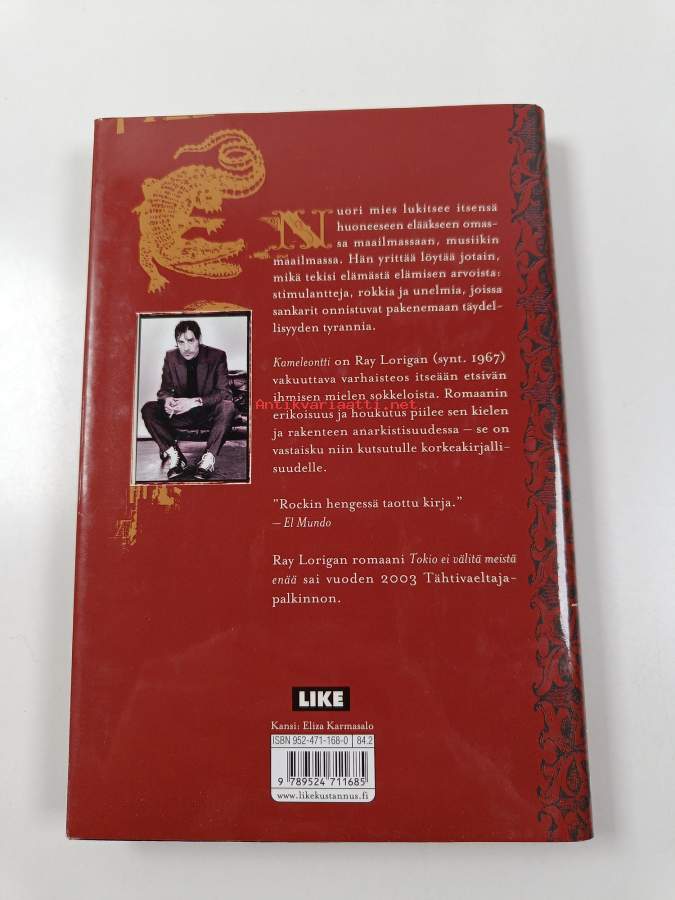 Nuori mies lukitsee itsensä
huoneeseen elääkseen omas-
sa maailmassaan, musiikin
maailmassa. Hän yrittää löytää jotain,
mikä tekisi elämästä elämisen arvoista:
stimulantteja, rokkia ja unelmia, joissa
sankarit onnistuvat pakenemaan täydel-
lisyyden tyrannia.
Kameleontti on Ray Lorigan (synt. 1967)
vakuuttava varhaisteos itseään etsivän
ihmisen mielen sokkeloista. Romaanin
Antikvariaatti.net
erikoisuus ja houkutus piilee sen kielen
ja rakenteen anarkistisuudessa – se on
vastaisku niin kutsutulle korkeakirjalli-
suudelle.
"Rockin hengessä taottu kirja."
– El Mundo
Ray Lorigan romaani Tokio ei välitä meistä
enää sai vuoden 2003 Tähtivaeltaja-
palkinnon.
LIKE
Kansi: Eliza Karmasalo
ISBN 952-471-168-0 84.2
9 789524 711685
www.likekustannus.fi